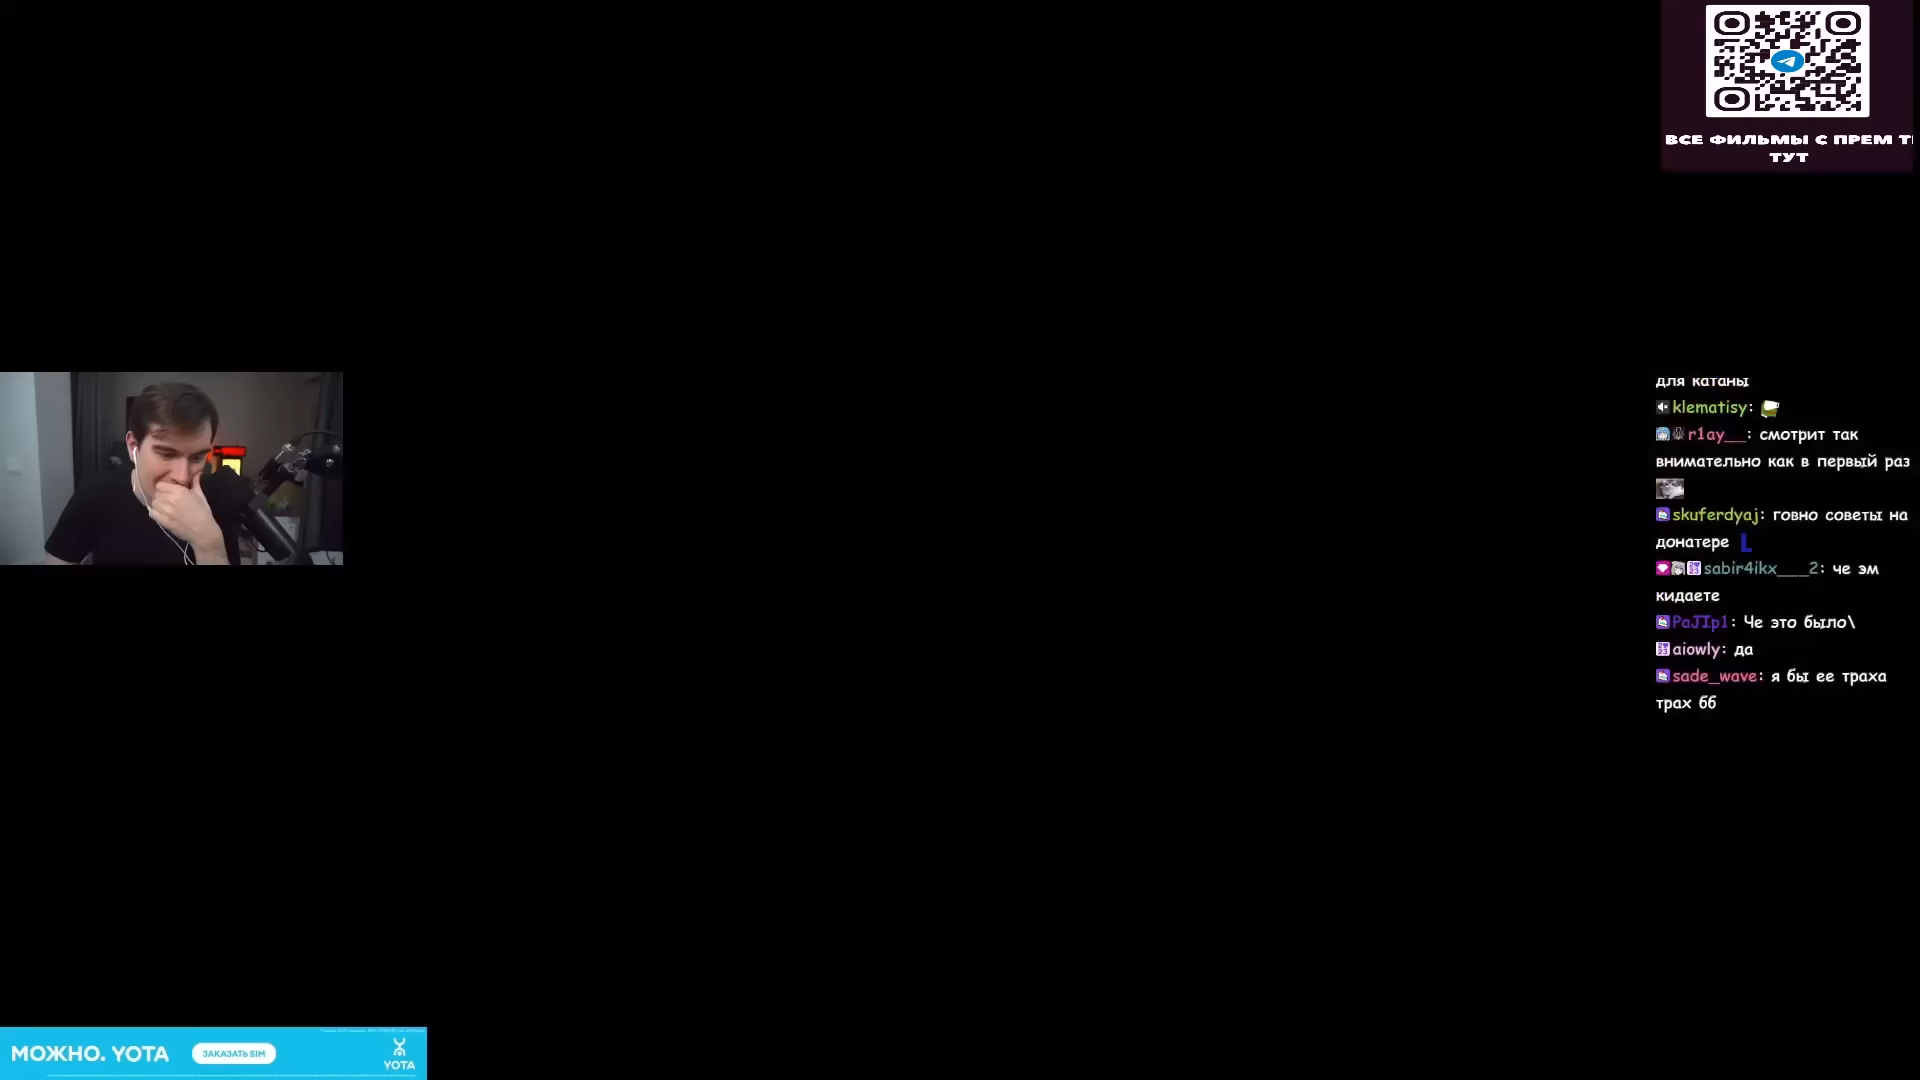 ВСЕ ФИЛЬМЫ С ПРЕМ
ТУТ
для катаны
klematisy:
r1ay__: смотрит так
внимательно как в первый раз
skuferdyaj: говно советы на
донатере L
sabir4ikx___2: че эм
кидаете
PaJIp1: Че это было\
aiowly: да
sade_wave: я бы ее траха
трах бб
МОЖНО. YOTA
ЗАКАЗАТЬ SIM
YOTA